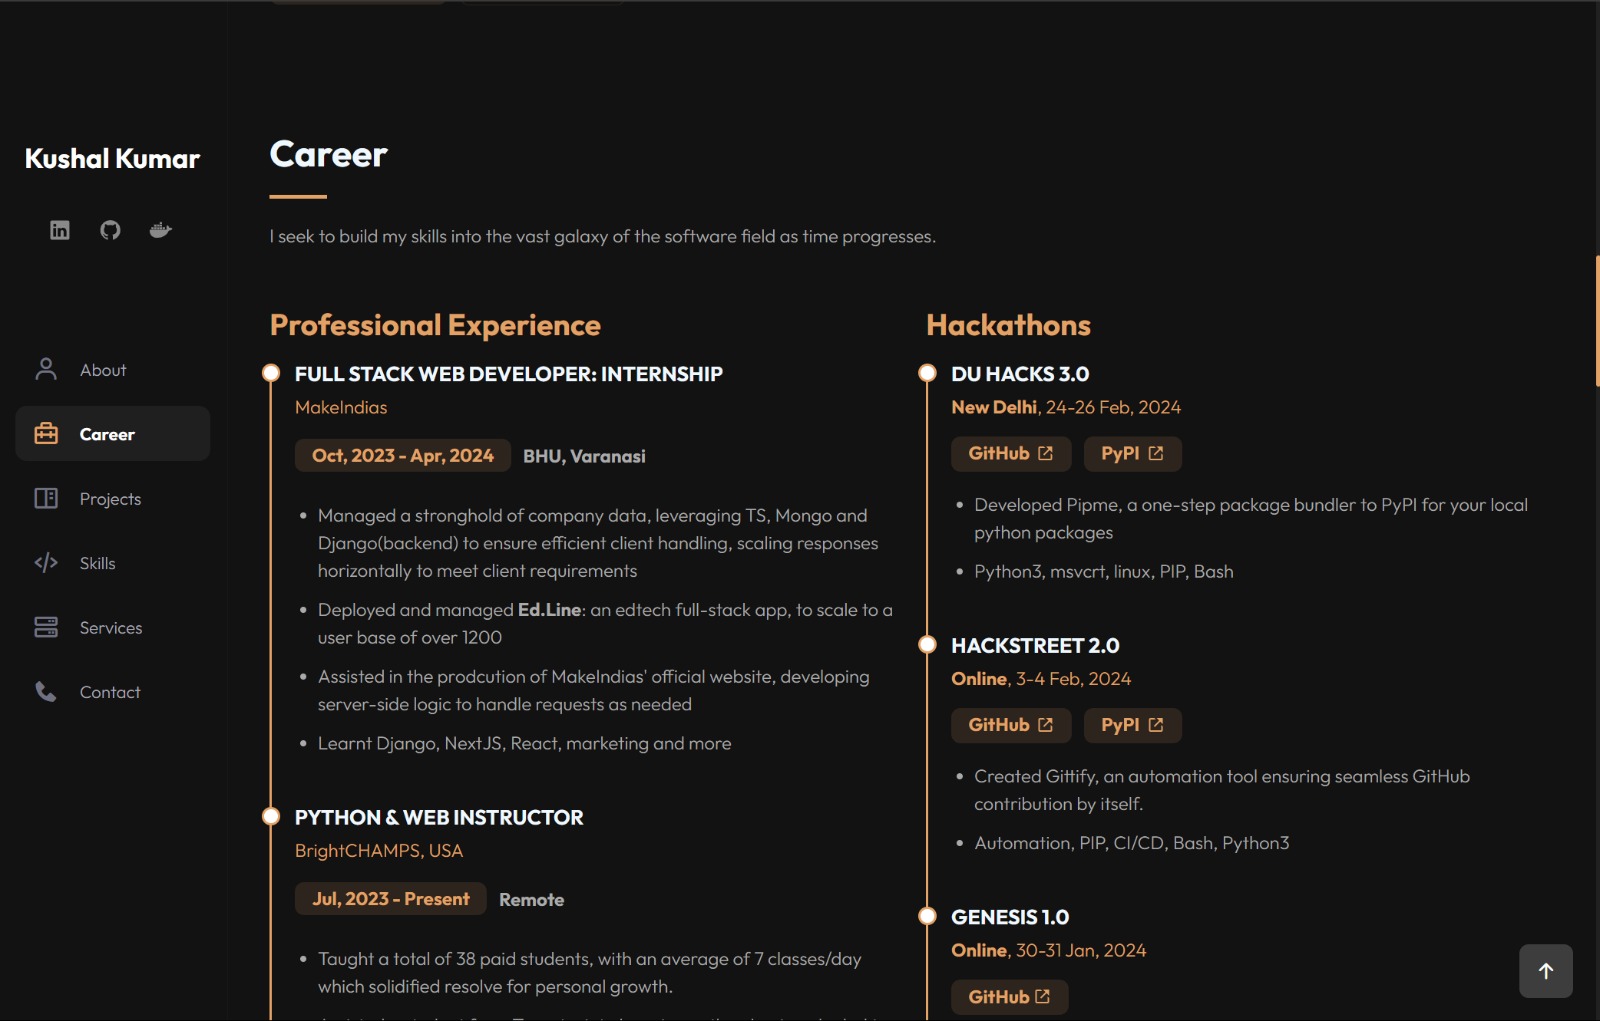 Kushal Kumar
About
Career
Projects
Skills
Services
Contact
Career
I seek to build my skills into the vast galaxy of the software field as time progresses.
Professional Experience
FULL STACK WEB DEVELOPER: INTERNSHIP
MakeIndias
Oct, 2023 - Apr, 2024 BHU, Varanasi
• Managed a stronghold of company data, leveraging TS, Mongo and
Django(backend) to ensure efficient client handling, scaling responses
horizontally to meet client requirements
• Deployed and managed Ed.Line: an edtech full-stack app, to scale to a
user base of over 1200
• Assisted in the prodcution of MakeIndias' official website, developing
server-side logic to handle requests as needed
• Learnt Django, NextJS, React, marketing and more
PYTHON & WEB INSTRUCTOR
BrightCHAMPS, USA
Jul, 2023 - Present Remote
• Taught a total of 38 paid students, with an average of 7 classes/day
which solidified resolve for personal growth.
Hackathons
DU HACKS 3.0
New Delhi, 24-26 Feb, 2024
GitHub PyPI
• Developed Pipme, a one-step package bundler to PyPI for your local
python packages
• Python3, msvcrt, linux, PIP, Bash
HACKSTREET 2.0
Online, 3-4 Feb, 2024
GitHub PyPI
• Created Gittify, an automation tool ensuring seamless GitHub
contribution by itself.
• Automation, PIP, CI/CD, Bash, Python3
GENESIS 1.0
Online, 30-31 Jan, 2024
GitHub